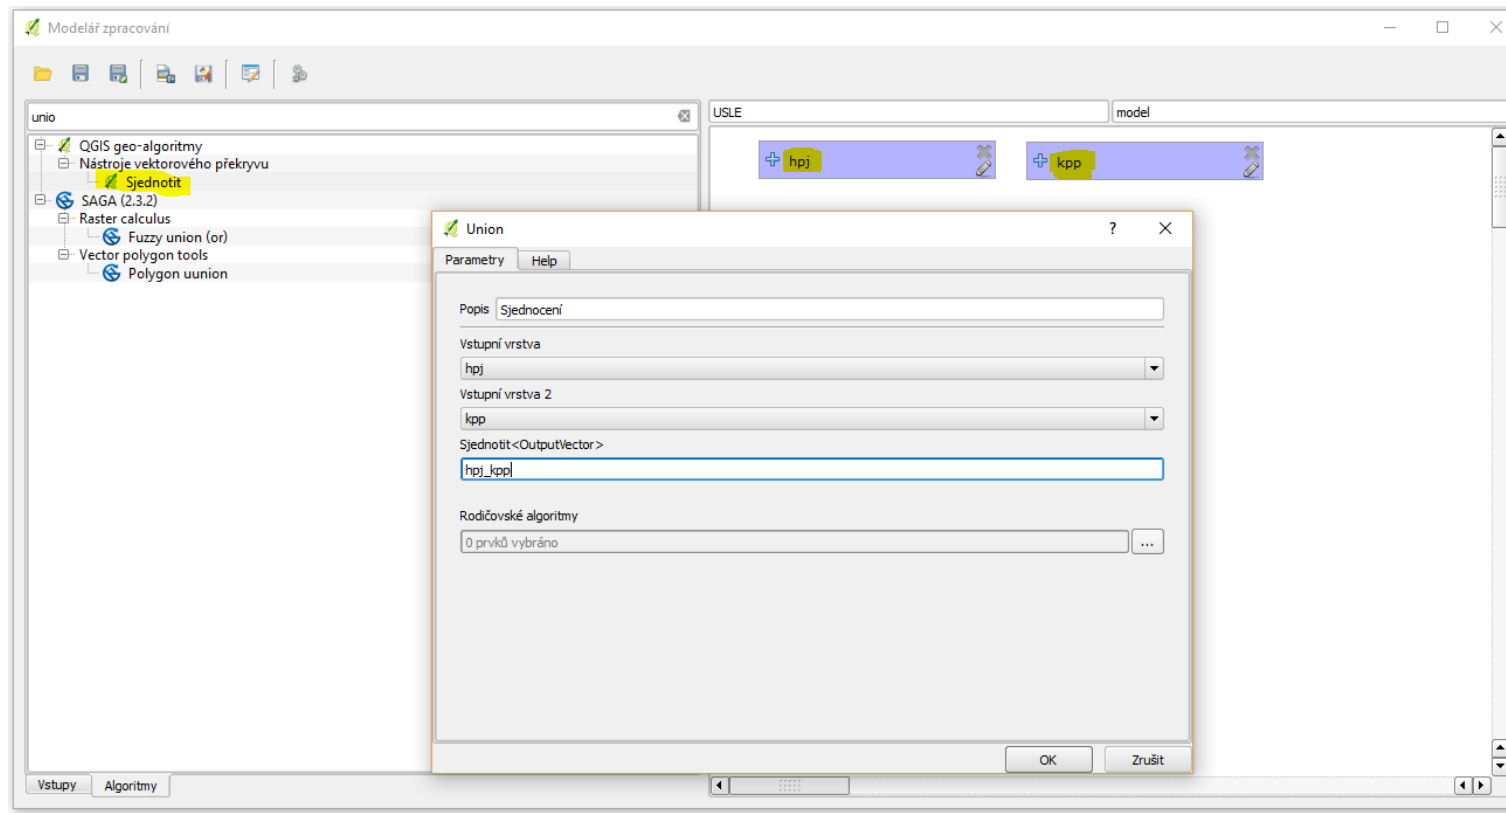 Modelář zpracování
unio
QGIS geo-algoritmy
Nástroje vektorového překryvu
Sjednotit
SAGA (2.3.2)
Raster calculus
Fuzzy union (or)
Vector polygon tools
Polygon uunion
Vstupy Algoritmy
USLE model
hpj kpp
Union ?
Parametry Help
Popis Sjednocení
Vstupní vrstva
hpj
Vstupní vrstva 2
kpp
Sjednotit<OutputVector>
hpj_kpp
Rodičovské algoritmy
0 prvků vybráno ...
OK Zrušit